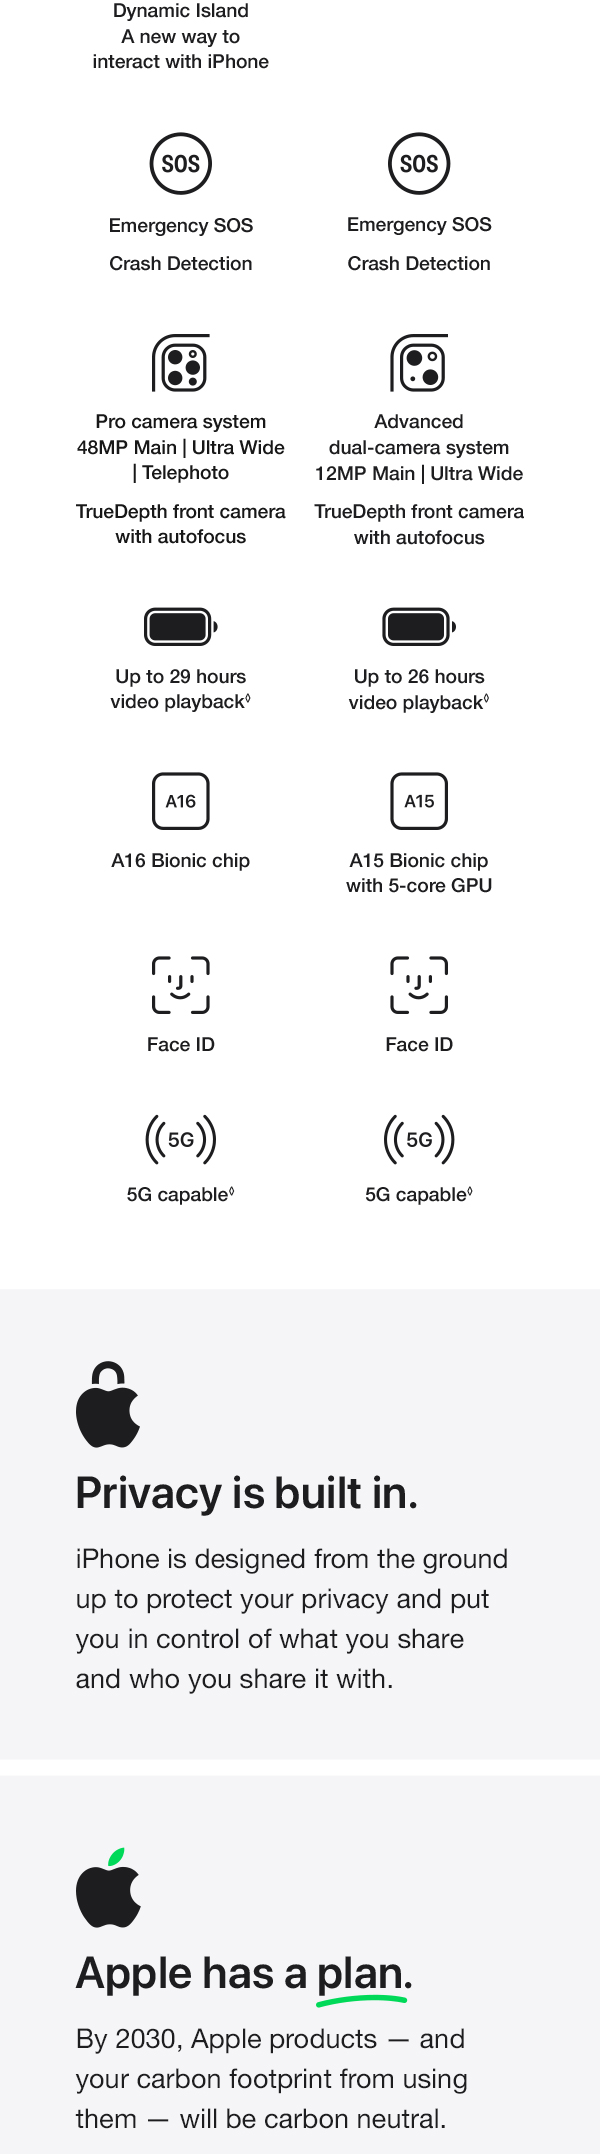 Dynamic Island
A new way to
interact with iPhone
SOS
Emergency SOS
Crash Detection
SOS
Emergency SOS
Crash Detection
Pro camera system
48MP Main | Ultra Wide
| Telephoto
TrueDepth front camera
with autofocus
Advanced
dual-camera system
12MP Main | Ultra Wide
TrueDepth front camera
with autofocus
Up to 29 hours
video playback◊
Up to 26 hours
video playback◊
A16
A16 Bionic chip
A15
A15 Bionic chip
with 5-core GPU
Face ID
Face ID
5G
5G capable◊
5G
5G capable◊
Privacy is built in.
iPhone is designed from the ground
up to protect your privacy and put
you in control of what you share
and who you share it with.
Apple has a plan.
By 2030, Apple products — and
your carbon footprint from using
them — will be carbon neutral.